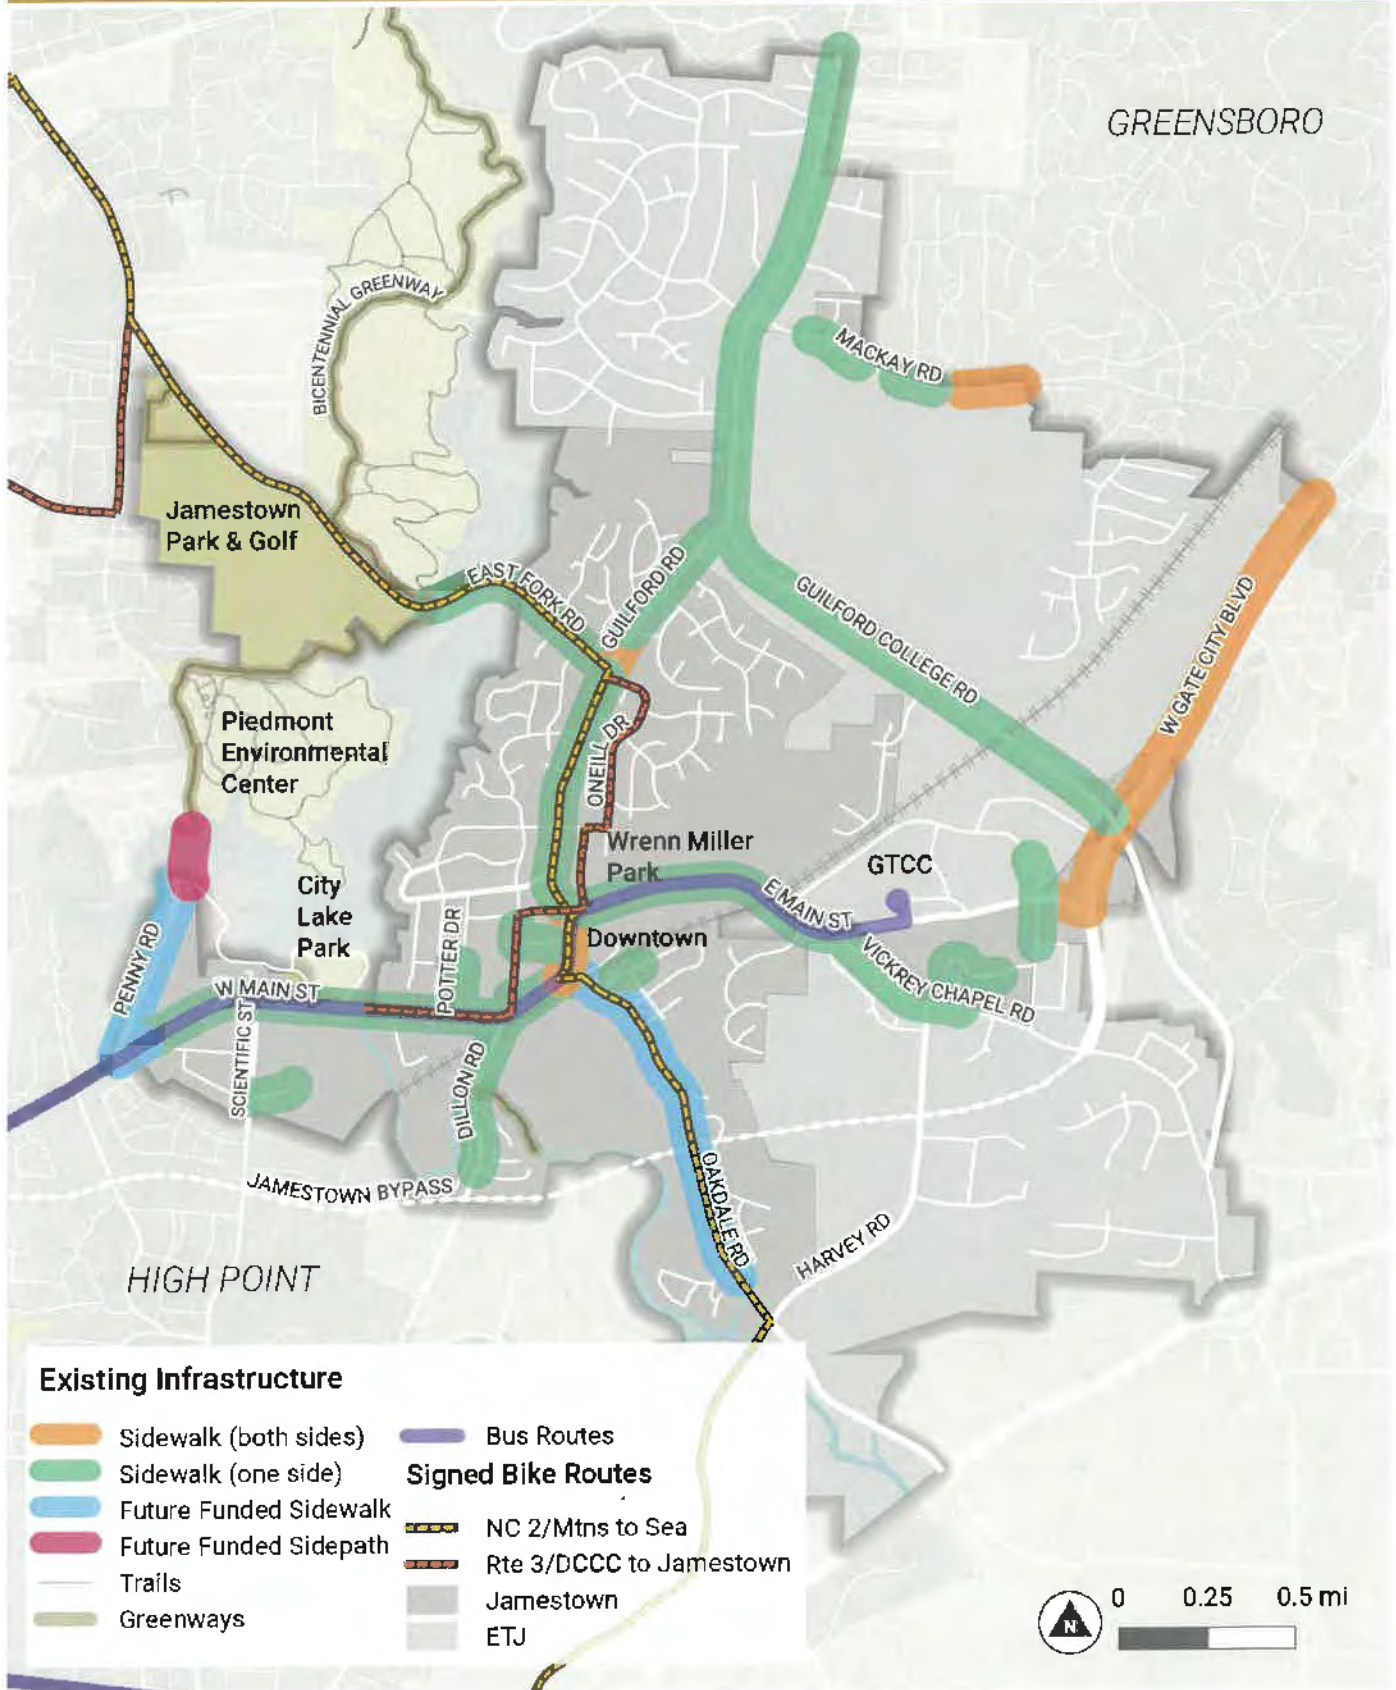 GREENSBORO
BICENTENNIAL GREENWAY
MACKAY RD
Jamestown
Park & Golf
EAST FORK RD
GUILFORD RD
GUILFORD COLLEGE RD
W GATE CITY BLVD
Piedmont
Environmental
Center
ONEILL DR
Wrenn Miller
Park
GTCC
City
Lake
Park
E MAIN ST
PENNY RD
POTTER DR
Downtown
VICKREY CHAPEL RD
W MAIN ST
SCIENTIFIC ST
DILLON RD
JAMESTOWN BYPASS
OAKDALE RD
HARVEY RD
HIGH POINT
Existing Infrastructure
Sidewalk (both sides)
Sidewalk (one side)
Future Funded Sidewalk
Future Funded Sidepath
Trails
Greenways
Bus Routes
Signed Bike Routes
NC 2/Mtns to Sea
Rte 3/DCCC to Jamestown
Jamestown
ETJ
N
0 0.25 0.5 mi